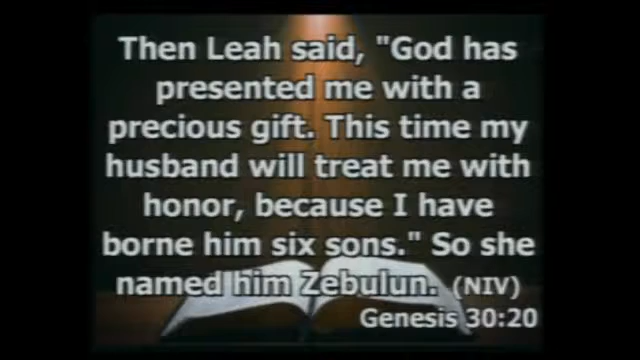 Then Leah said, "God has
presented me with a
precious gift. This time my
husband will treat me with
honor, because I have
borne him six sons." So she
named him Zebulun. (NIV)
Genesis 30:20